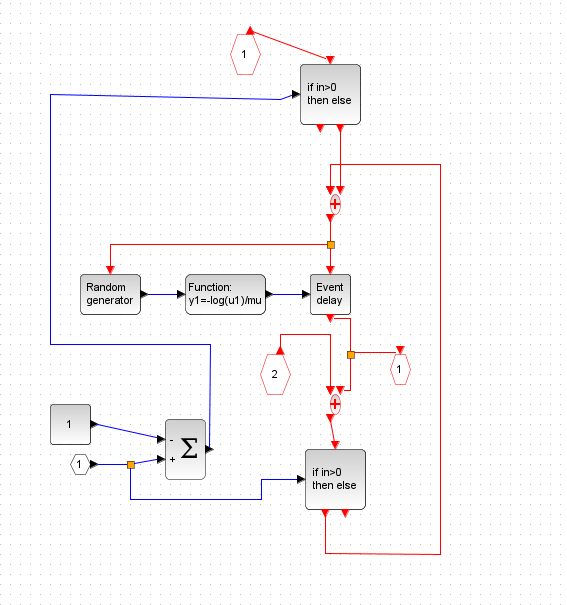 1
if in>0
then else
+
Random
generator
Function:
y1=-log(u1)/mu
Event
delay
2
1
+
1
-
Σ
1
+
if in>0
then else